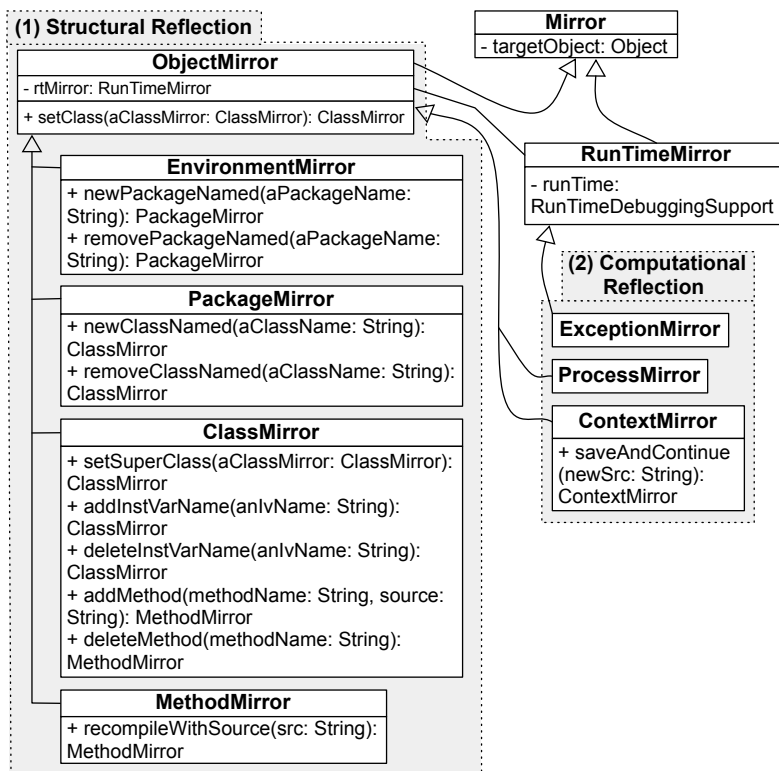 (1) Structural Reflection
ObjectMirror
- rtMirror: RunTimeMirror
+ setClass(aClassMirror: ClassMirror): ClassMirror
EnvironmentMirror
+ newPackageNamed(aPackageName:
String): PackageMirror
+ removePackageNamed(aPackageName:
String): PackageMirror
PackageMirror
+ newClassNamed(aClassName: String):
ClassMirror
+ removeClassNamed(aClassName: String):
ClassMirror
ClassMirror
+ setSuperClass(aClassMirror: ClassMirror):
ClassMirror
+ addInstVarName(anIvName: String):
ClassMirror
+ deleteInstVarName(anIvName: String):
ClassMirror
+ addMethod(methodName: String, source:
String): MethodMirror
+ deleteMethod(methodName: String):
MethodMirror
MethodMirror
+ recompileWithSource(src: String):
MethodMirror
Mirror
- targetObject: Object
RunTimeMirror
- runTime:
RunTimeDebuggingSupport
(2) Computational
Reflection
ExceptionMirror
ProcessMirror
ContextMirror
+ saveAndContinue
(newSrc: String):
ContextMirror